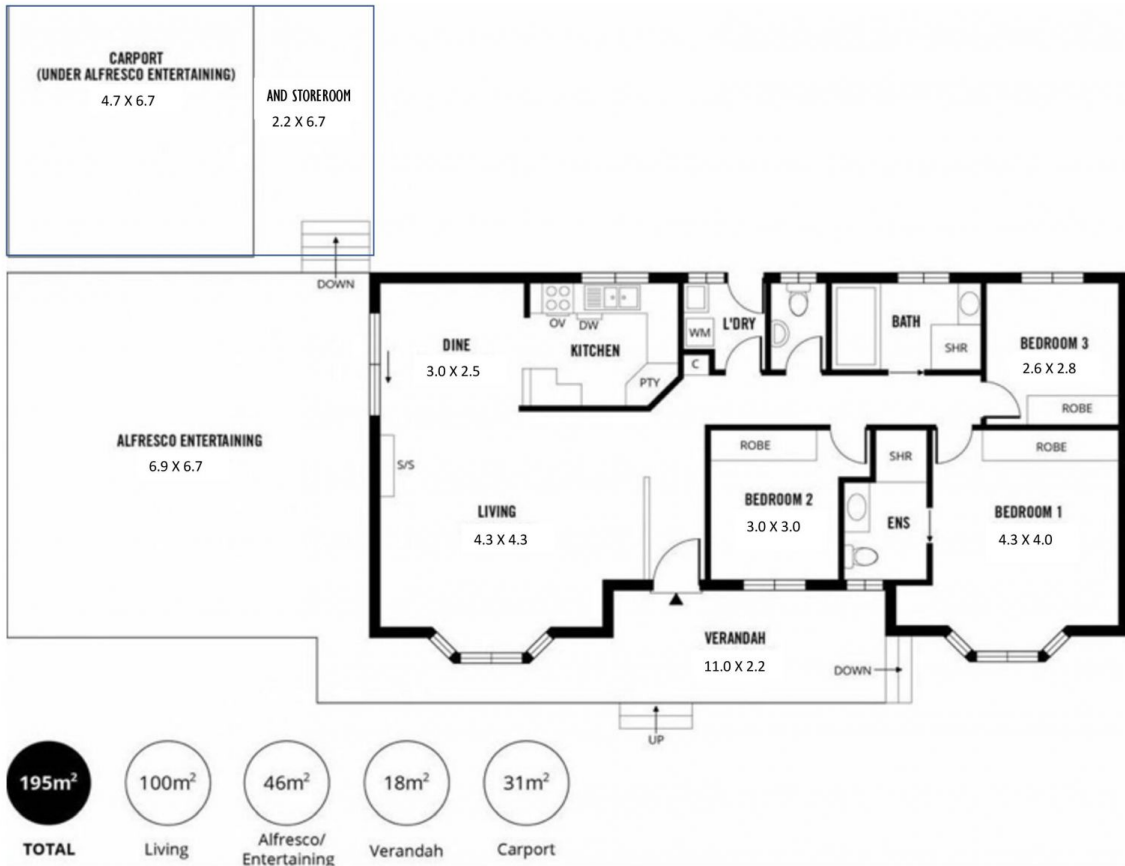 CARPORT
(UNDER ALFRESCO ENTERTAINING)
4.7 X 6.7
AND STOREROOM
2.2 X 6.7
DOWN
OV
DW
KITCHEN
PTY
DINE
3.0 X 2.5
WM
L'DRY
C
BATH
SHR
BEDROOM 3
2.6 X 2.8
ROBE
ALFRESCO ENTERTAINING
6.9 X 6.7
S/S
LIVING
4.3 X 4.3
ROBE
BEDROOM 2
3.0 X 3.0
SHR
ENS
ROBE
BEDROOM 1
4.3 X 4.0
VERANDAH
11.0 X 2.2
DOWN
UP
195m²
TOTAL
100m²
Living
46m²
Alfresco/
Entertaining
18m²
Verandah
31m²
Carport